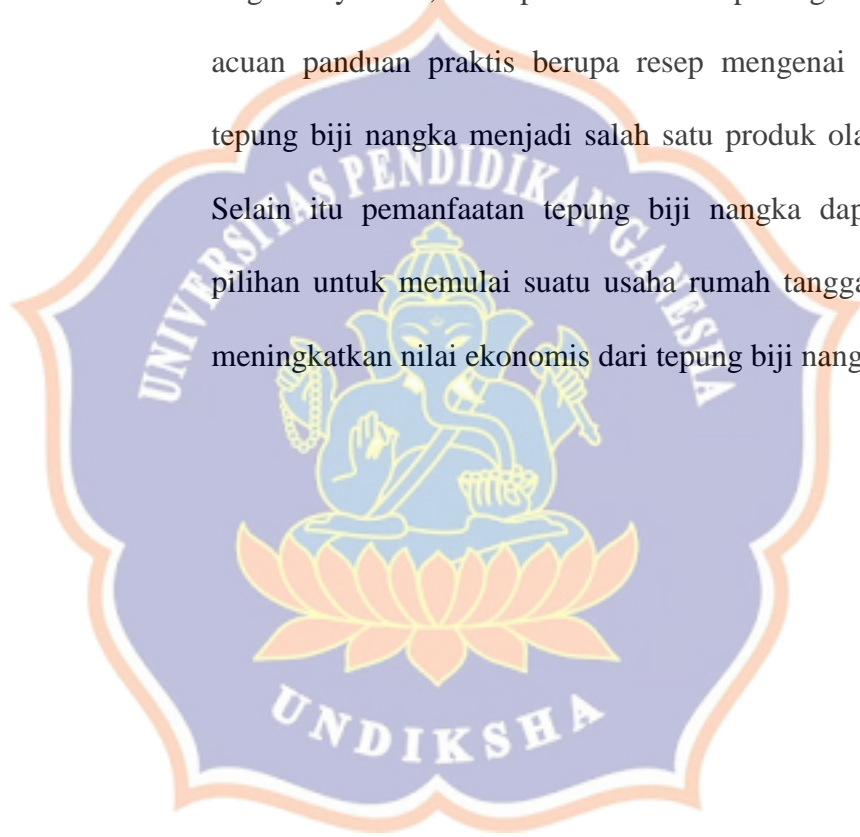 acuan panduan praktis berupa resep mengenai
tepung biji nangka menjadi salah satu produk
Selain itu pemanfaatan tepung biji nangka
pilihan untuk memulai suatu usaha rumah tangga
meningkatkan nilai ekonomis dari tepung biji
UNIVERSITAS PENDIDIKAN GANESHA
UNDIKSHA